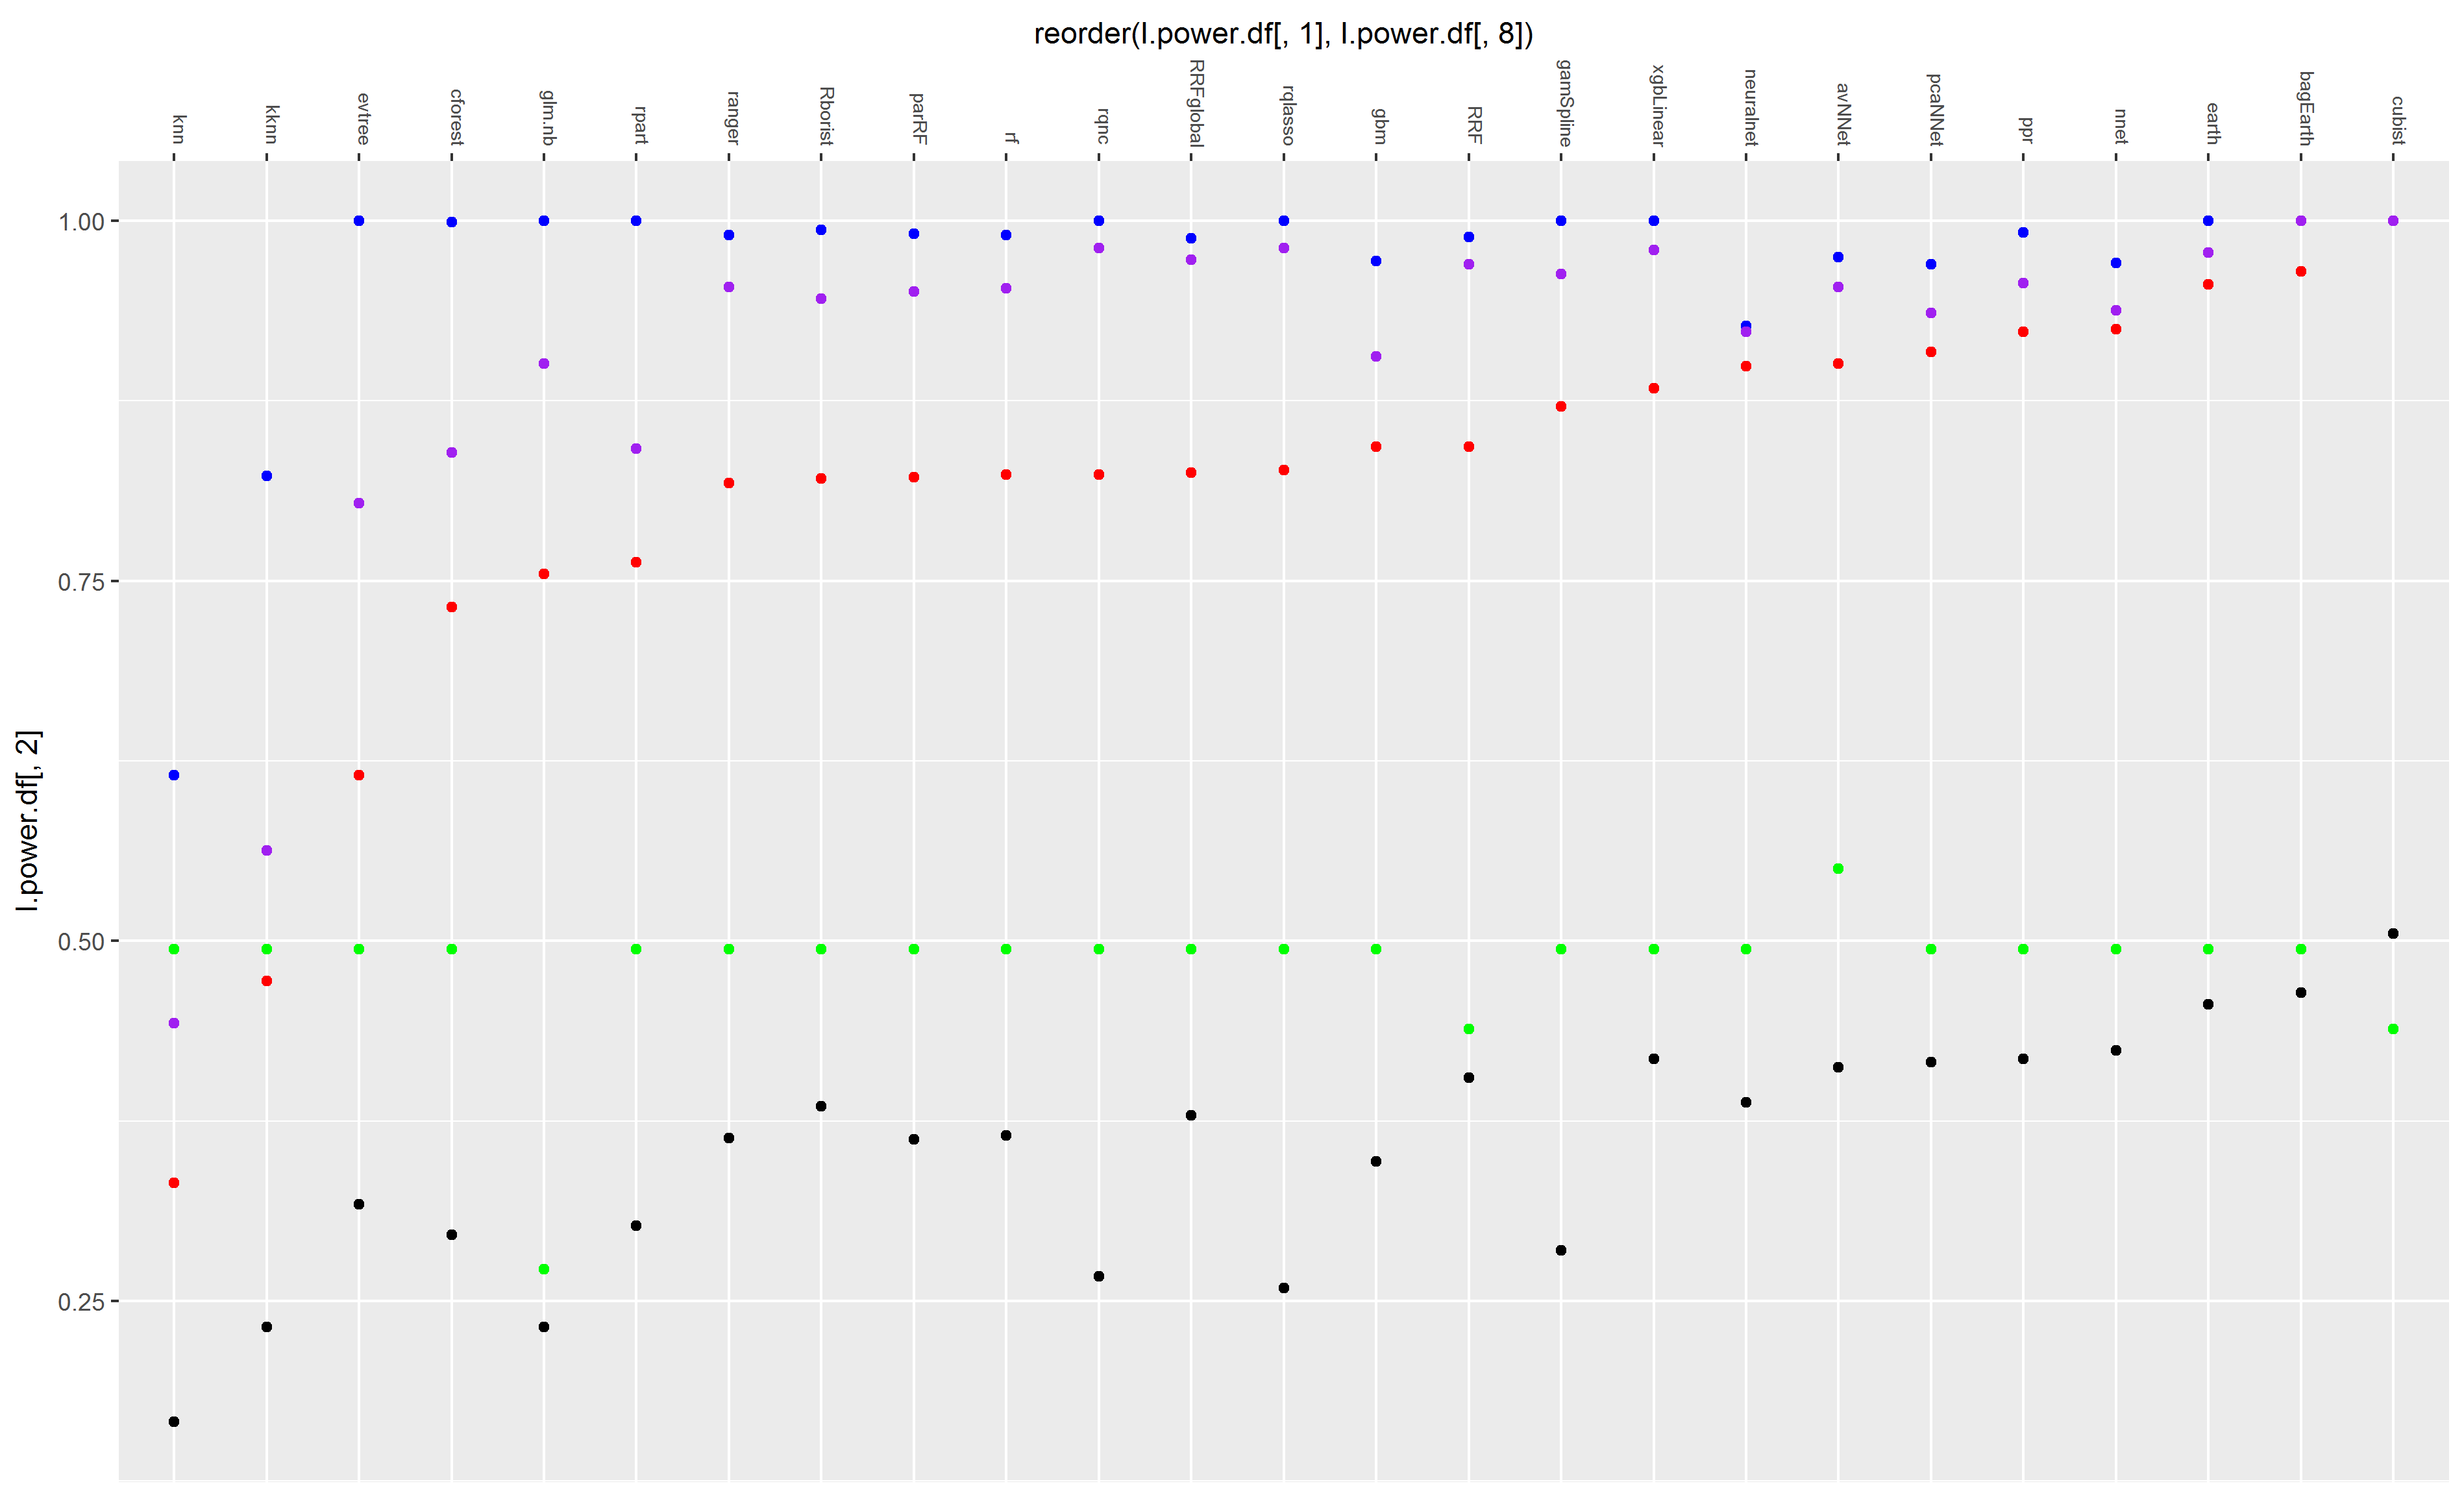 reorder(l.power.df[, 1], l.power.df[, 8])
knn
kknn
evtree
cforest
glm.nb
rpart
ranger
Rborist
parRF
rf
rqnc
RRFglobal
rqlasso
gbm
RRF
gamSpline
xgbLinear
neuralnet
avNNet
pcaNNet
ppr
nnet
earth
bagEarth
cubist
1.00
0.75
0.50
0.25
l.power.df[, 2]